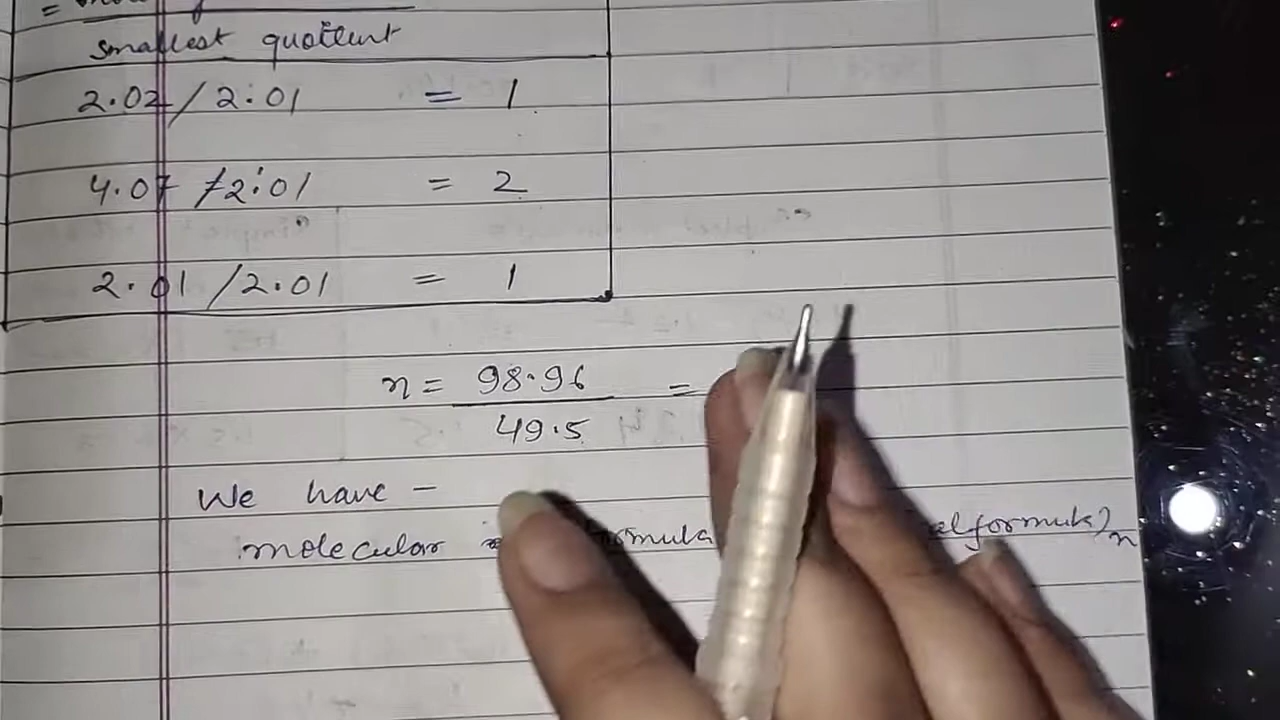 smallest quotient
2.02 / 2.01 = 1
4.07 / 2.01 = 2
2.01 / 2.01 = 1
n = 98.96 / 49.5 =
We have -
molecular formula)n